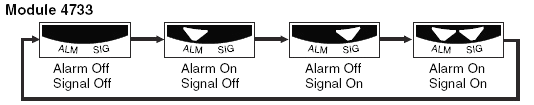 Module 4733
ALM SIG ALM SIG ALM SIG ALM SIG
Alarm Off Alarm On Alarm Off Alarm On
Signal Off Signal Off Signal On Signal On